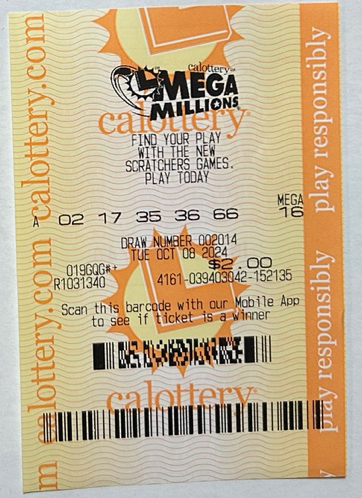 calottery
MEGA
MILLIONS
calottery
FIND YOUR PLAY
WITH THE NEW
SCRATCHERS GAMES.
PLAY TODAY
MEGA
A 02 17 35 36 66 16
DRAW NUMBER 002014
TUE OCT 08 2024
$2.00
019GQG#+
R1031340 4161-039403042-152135
Scan this barcode with our Mobile App
to see if ticket is a winner
calottery
m calottery.com calottery.com
play responsibly
play responsibly